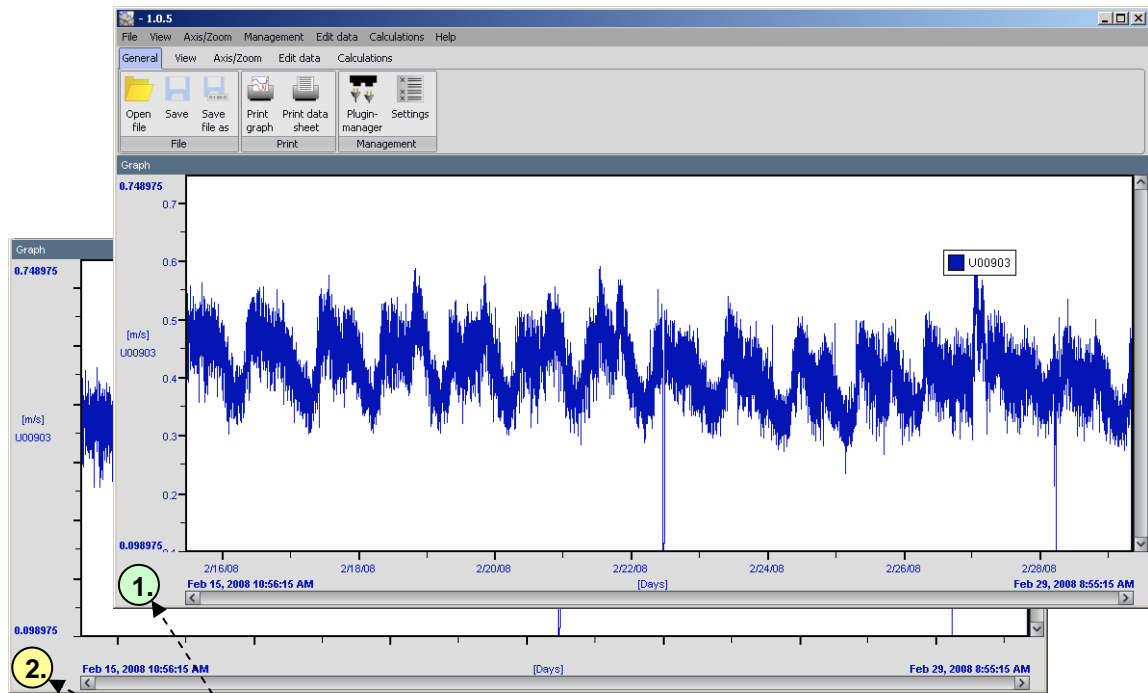 - 1.0.5
File View Axis/Zoom Management Edit data Calculations Help
General View Axis/Zoom Edit data Calculations
Open file Save Save file as Print graph Print data sheet Plugin-manager Settings
File Print Management
Graph
0.748975
0.7
0.6
U00903
0.5
[m/s]
U00903
0.4
0.3
0.2
0.098975
2/16/08 2/18/08 2/20/08 2/22/08 2/24/08 2/26/08 2/28/08
Feb 15, 2008 10:56:15 AM [Days] Feb 29, 2008 8:55:15 AM
1.
Graph
0.748975
[m/s]
U00903
0.098975
Feb 15, 2008 10:56:15 AM [Days] Feb 29, 2008 8:55:15 AM
2.